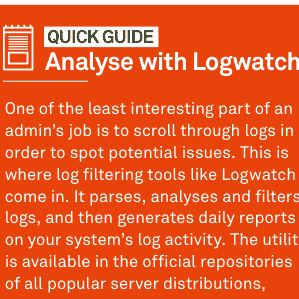 QUICK GUIDE
Analyse with Logwatch
One of the least interesting part of an
admin's job is to scroll through logs in
order to spot potential issues. This is
where log filtering tools like Logwatch
come in. It parses, analyses and filters
logs, and then generates daily reports
on your system's log activity. The utilit
is available in the official repositories
of all popular server distributions,